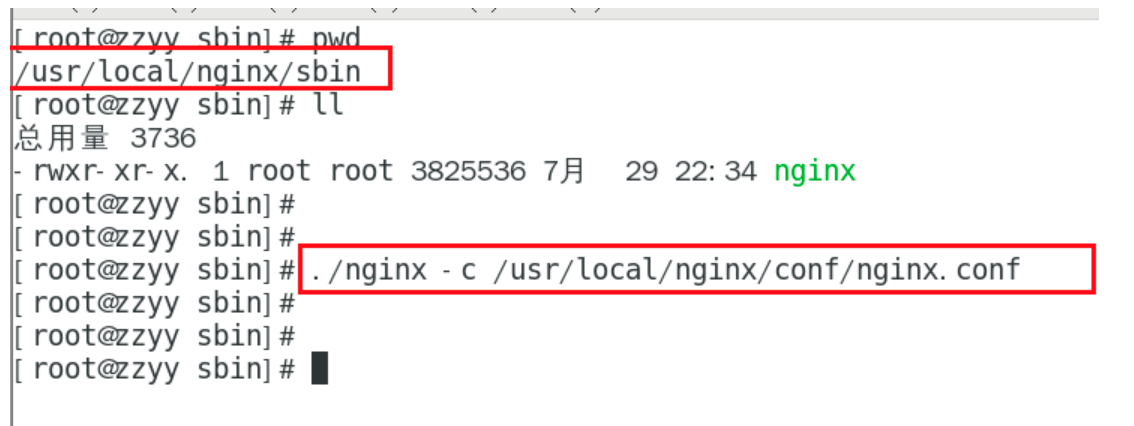 [root@zzyy sbin]# pwd
/usr/local/nginx/sbin
[root@zzyy sbin]# ll
总用量 3736
-rwxr-xr-x. 1 root root 3825536 7月  29 22:34 nginx
[root@zzyy sbin]#
[root@zzyy sbin]#
[root@zzyy sbin]# ./nginx -c /usr/local/nginx/conf/nginx.conf
[root@zzyy sbin]#
[root@zzyy sbin]#
[root@zzyy sbin]#